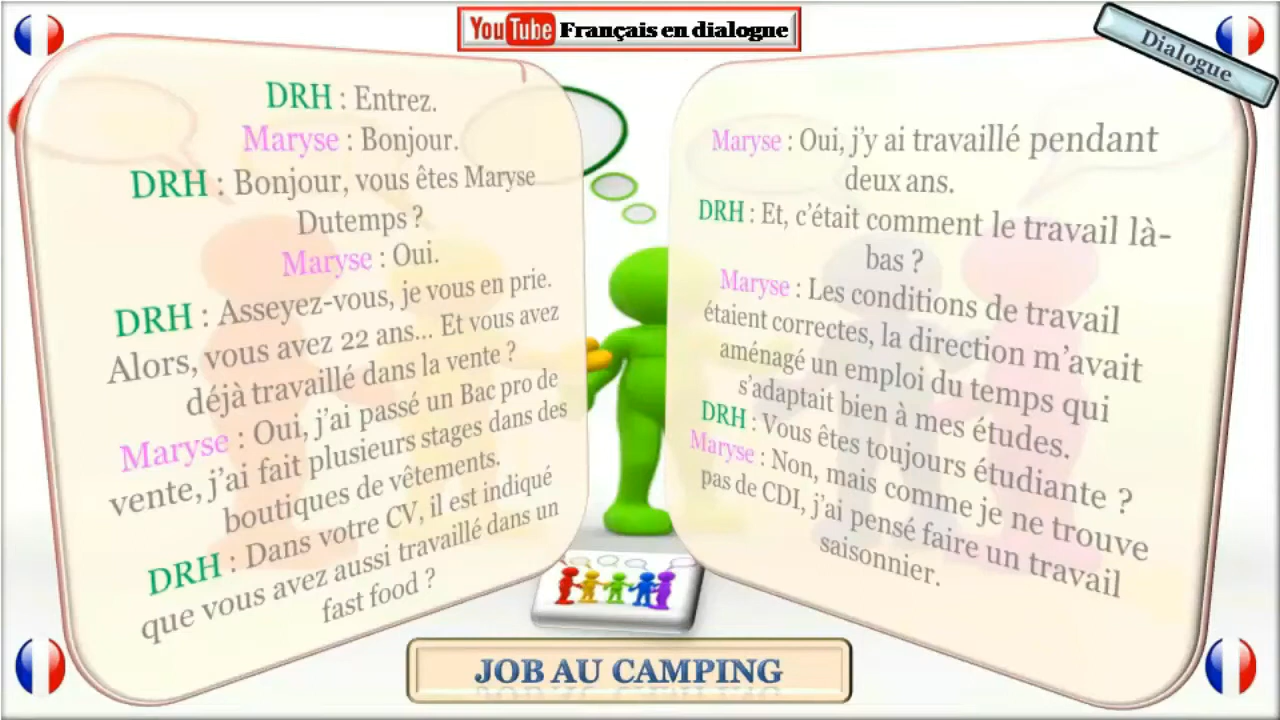 YouTube Français en dialogue
Dialogue
DRH : Entrez.
Maryse : Bonjour.
DRH : Bonjour, vous êtes Maryse
Dutemps ?
Maryse : Oui.
DRH : Asseyez-vous, je vous en prie.
Alors, vous avez 22 ans... Et vous avez
déjà travaillé dans la vente ?
Maryse : Oui, j'ai passé un Bac pro de
vente, j'ai fait plusieurs stages dans des
boutiques de vêtements.
DRH : Dans votre CV, il est indiqué
que vous avez aussi travaillé dans un
fast food ?
Maryse : Oui, j'y ai travaillé pendant
deux ans.
DRH : Et, c'était comment le travail là-
bas ?
Maryse : Les conditions de travail
étaient correctes, la direction m'avait
aménagé un emploi du temps qui
s'adaptait bien à mes études.
DRH : Vous êtes toujours étudiante ?
Maryse : Non, mais comme je ne trouve
pas de CDI, j'ai pensé faire un travail
saisonnier.
JOB AU CAMPING